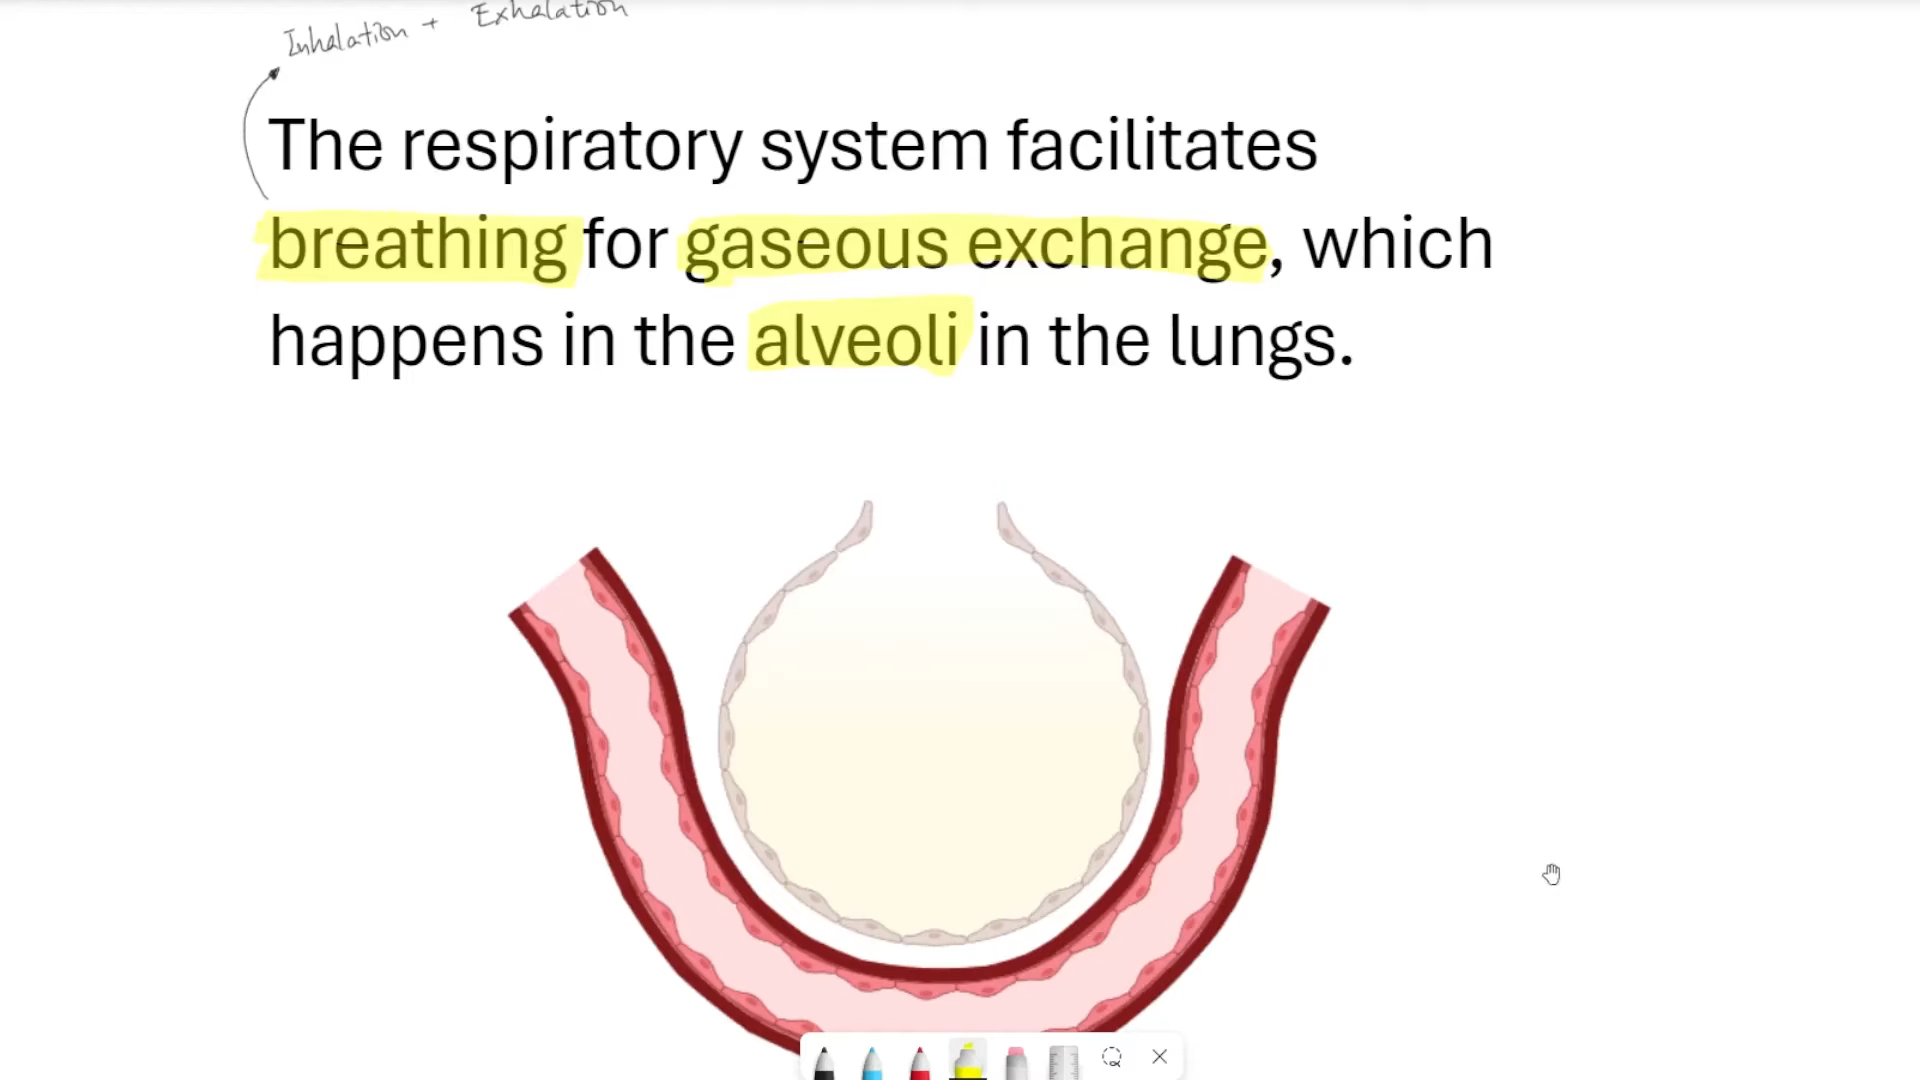 Inhalation + Exhalation
The respiratory system facilitates
breathing for gaseous exchange, which
happens in the alveoli in the lungs.